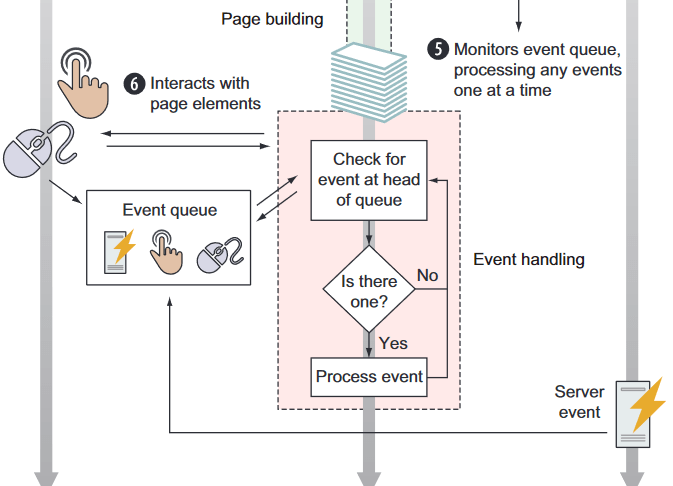 Page building
5 Monitors event queue,
processing any events
one at a time
6 Interacts with
page elements
Check for
event at head
of queue
Event queue
Event handling
Is there
one?
No
Yes
Process event
Server
event